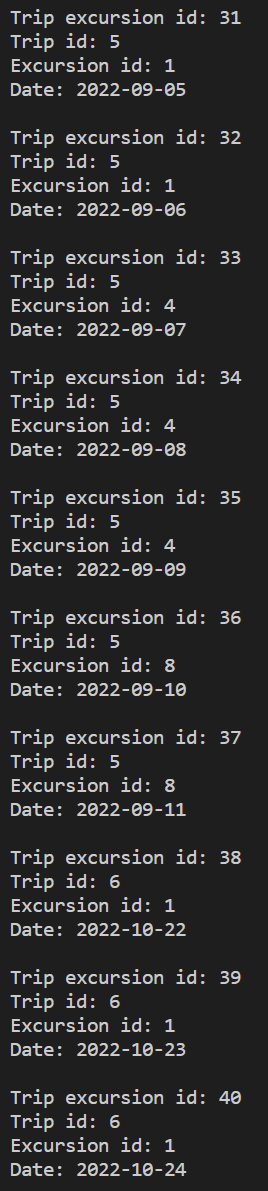 Trip excursion id: 31
Trip id: 5
Excursion id: 1
Date: 2022-09-05

Trip excursion id: 32
Trip id: 5
Excursion id: 1
Date: 2022-09-06

Trip excursion id: 33
Trip id: 5
Excursion id: 4
Date: 2022-09-07

Trip excursion id: 34
Trip id: 5
Excursion id: 4
Date: 2022-09-08

Trip excursion id: 35
Trip id: 5
Excursion id: 4
Date: 2022-09-09

Trip excursion id: 36
Trip id: 5
Excursion id: 8
Date: 2022-09-10

Trip excursion id: 37
Trip id: 5
Excursion id: 8
Date: 2022-09-11

Trip excursion id: 38
Trip id: 6
Excursion id: 1
Date: 2022-10-22

Trip excursion id: 39
Trip id: 6
Excursion id: 1
Date: 2022-10-23

Trip excursion id: 40
Trip id: 6
Excursion id: 1
Date: 2022-10-24